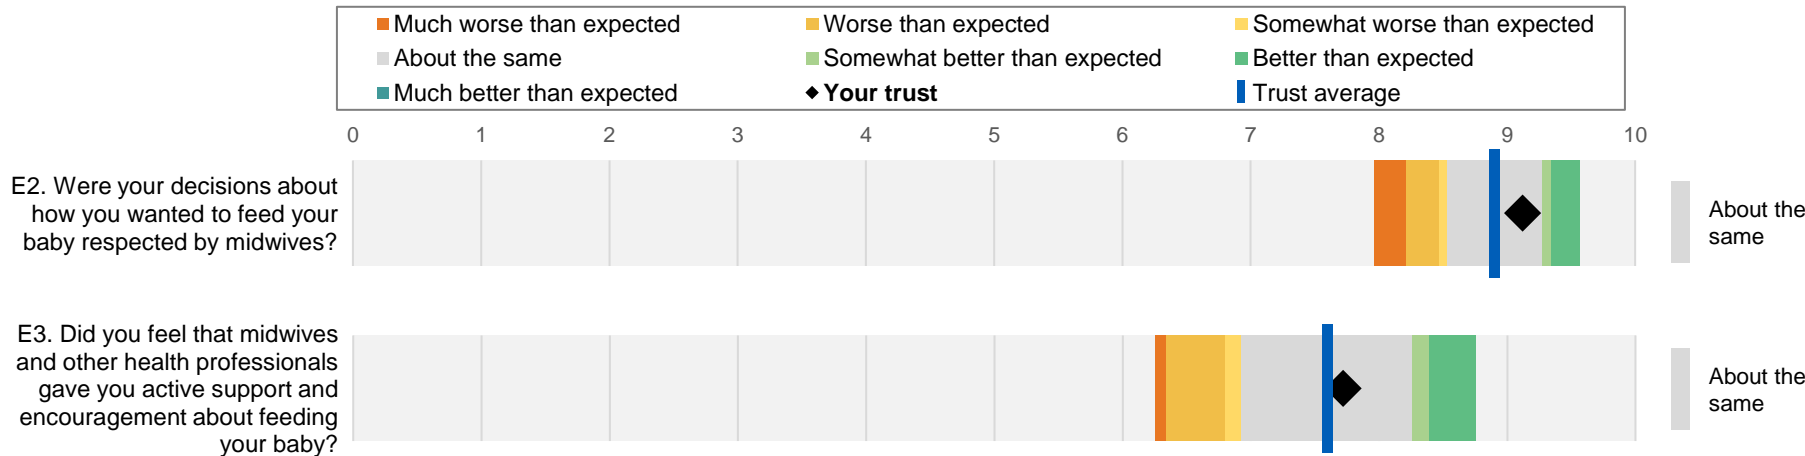 Much worse than expected
Worse than expected
Somewhat worse than expected
About the same
Somewhat better than expected
Better than expected
Much better than expected
Your trust
Trust average
0 1 2 3 4 5 6 7 8 9 10
E2. Were your decisions about
how you wanted to feed your
baby respected by midwives?
About the
same
E3. Did you feel that midwives
and other health professionals
gave you active support and
encouragement about feeding
your baby?
About the
same